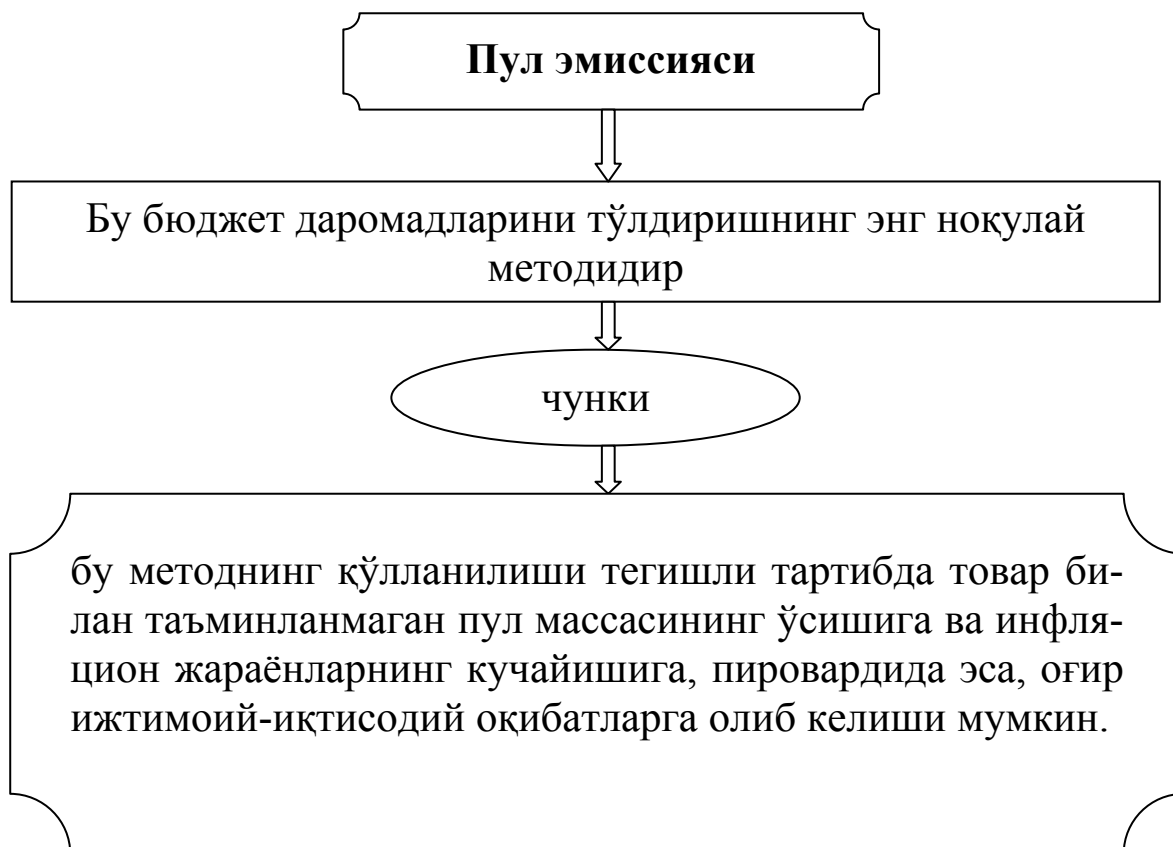 Пул эмиссияси
Бу бюджет даромадларини тўлдиришнинг энг ноқулай
методидир
чунки
бу методнинг қўлланилиши тегишли тартибда товар би-
лан таъминланмаган пул массасининг ўсишига ва инфля-
цион жараёнларнинг кучайишига, пировардида эса, оғир
ижтимоий-иқтисодий оқибатларга олиб келиши мумкин.